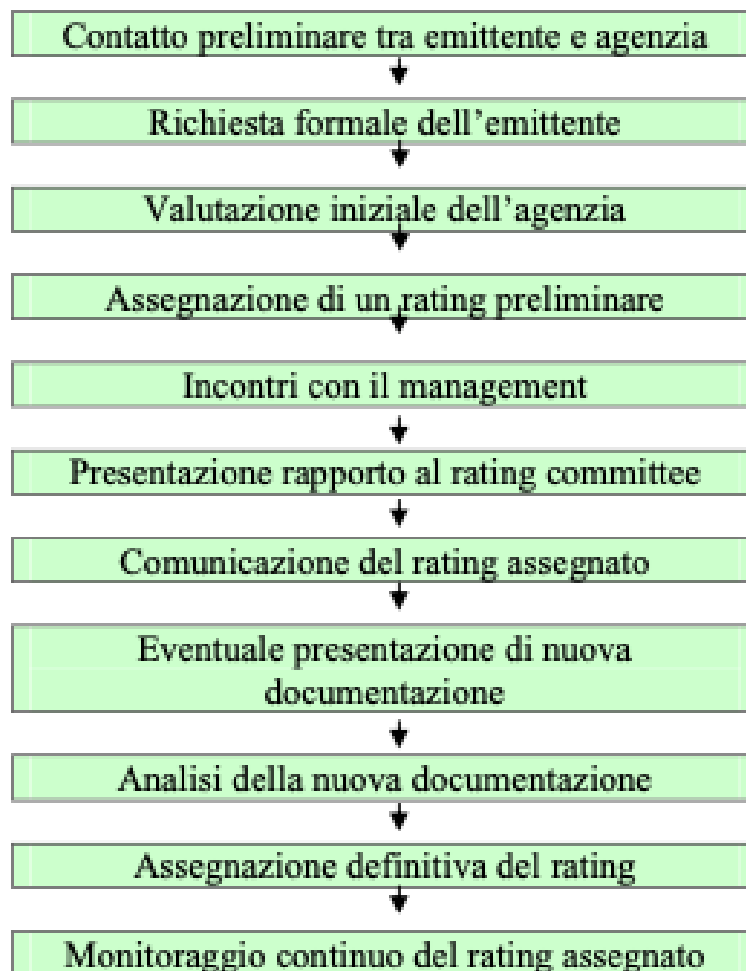 Contatto preliminare tra emittente e agenzia
Richiesta formale dell’emittente
Valutazione iniziale dell’agenzia
Assegnazione di un rating preliminare
Incontri con il management
Presentazione rapporto al rating committee
Comunicazione del rating assegnato
Eventuale presentazione di nuova
documentazione
Analisi della nuova documentazione
Assegnazione definitiva del rating
Monitoraggio continuo del rating assegnato